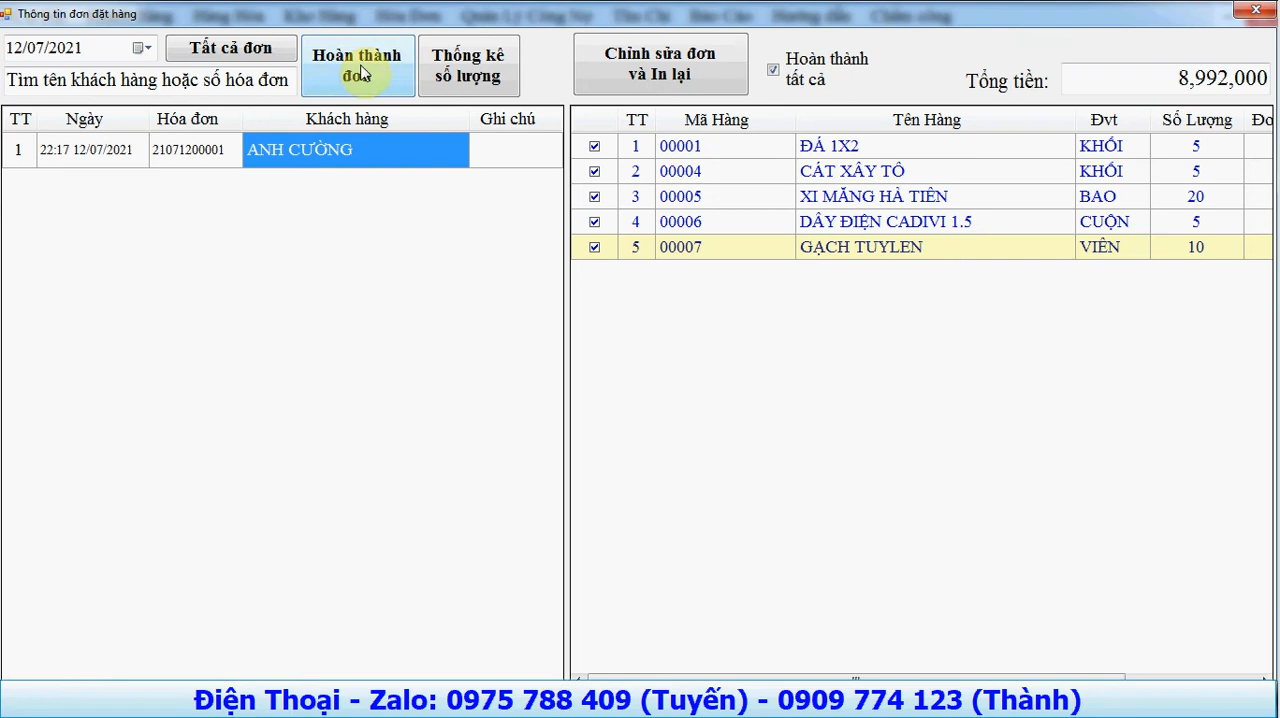 Thông tin đơn đặt hàng
12/07/2021
Tất cả đơn
Tìm tên khách hàng hoặc số hóa đơn
Hoàn thành
đơn
Thống kê
số lượng
Chỉnh sửa đơn
và In lại
Hoàn thành
tất cả
Tổng tiền: 8,992,000
TT Ngày Hóa đơn Khách hàng Ghi chú
1 22:17 12/07/2021 21071200001 ANH CƯỜNG
TT Mã Hàng Tên Hàng Đvt Số Lượng Đo
1 00001 ĐÁ 1X2 KHỐI 5
2 00004 CÁT XÂY TÔ KHỐI 5
3 00005 XI MĂNG HÀ TIÊN BAO 20
4 00006 DÂY ĐIỆN CADIVI 1.5 CUỘN 5
5 00007 GẠCH TUYLEN VIÊN 10
Điện Thoại - Zalo: 0975 788 409 (Tuyến) - 0909 774 123 (Thành)